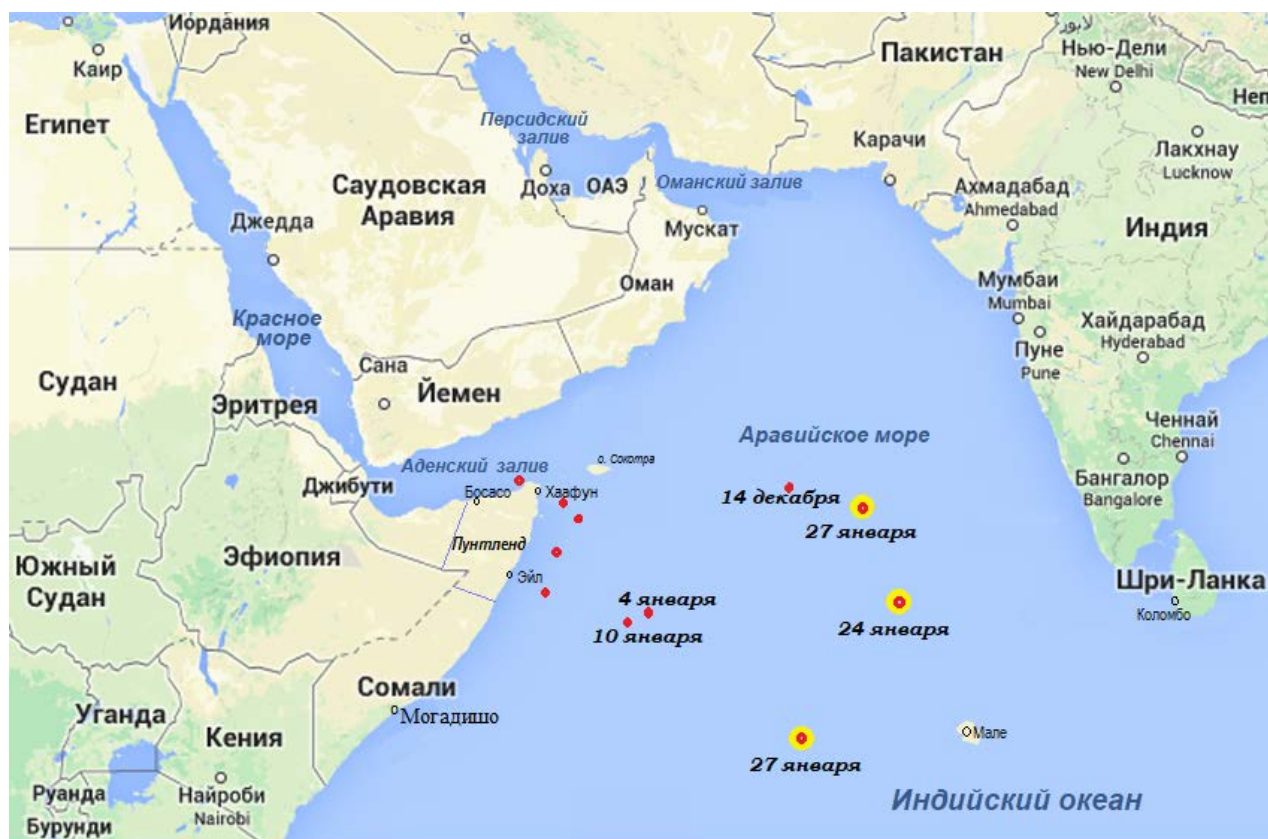 Иордания
Каир
Египет
Персидский
залив
Саудовская
Аравия
Доха
ОАЭ
Оманский залив
Мускат
Оман
Джедда
Красное
море
Судан
Эритрея
Сана
Йемен
Пакистан
Карачи
لاہور
Нью-Дели
New Delhi
Неп
Лакхнау
Lucknow
Ахмадабад
Ahmedabad
Индия
Мумбаи
Mumbai
Пуне
Pune
Хайдарабад
Hyderabad
Ченнай
Chennai
Бангалор
Bangalore
Аравийское море
о. Сокотра
Аденский залив
Джибути
Босасо
Хаафун
14 декабря
27 января
Южный
Судан
Эфиопия
Пунтленд
Эйл
4 января
10 января
24 января
Шри-Ланка
Коломбо
Сомали
Могадишо
Уганда
Кения
Мале
27 января
Руанда
Бурунди
Найроби
Nairobi
Индийский океан